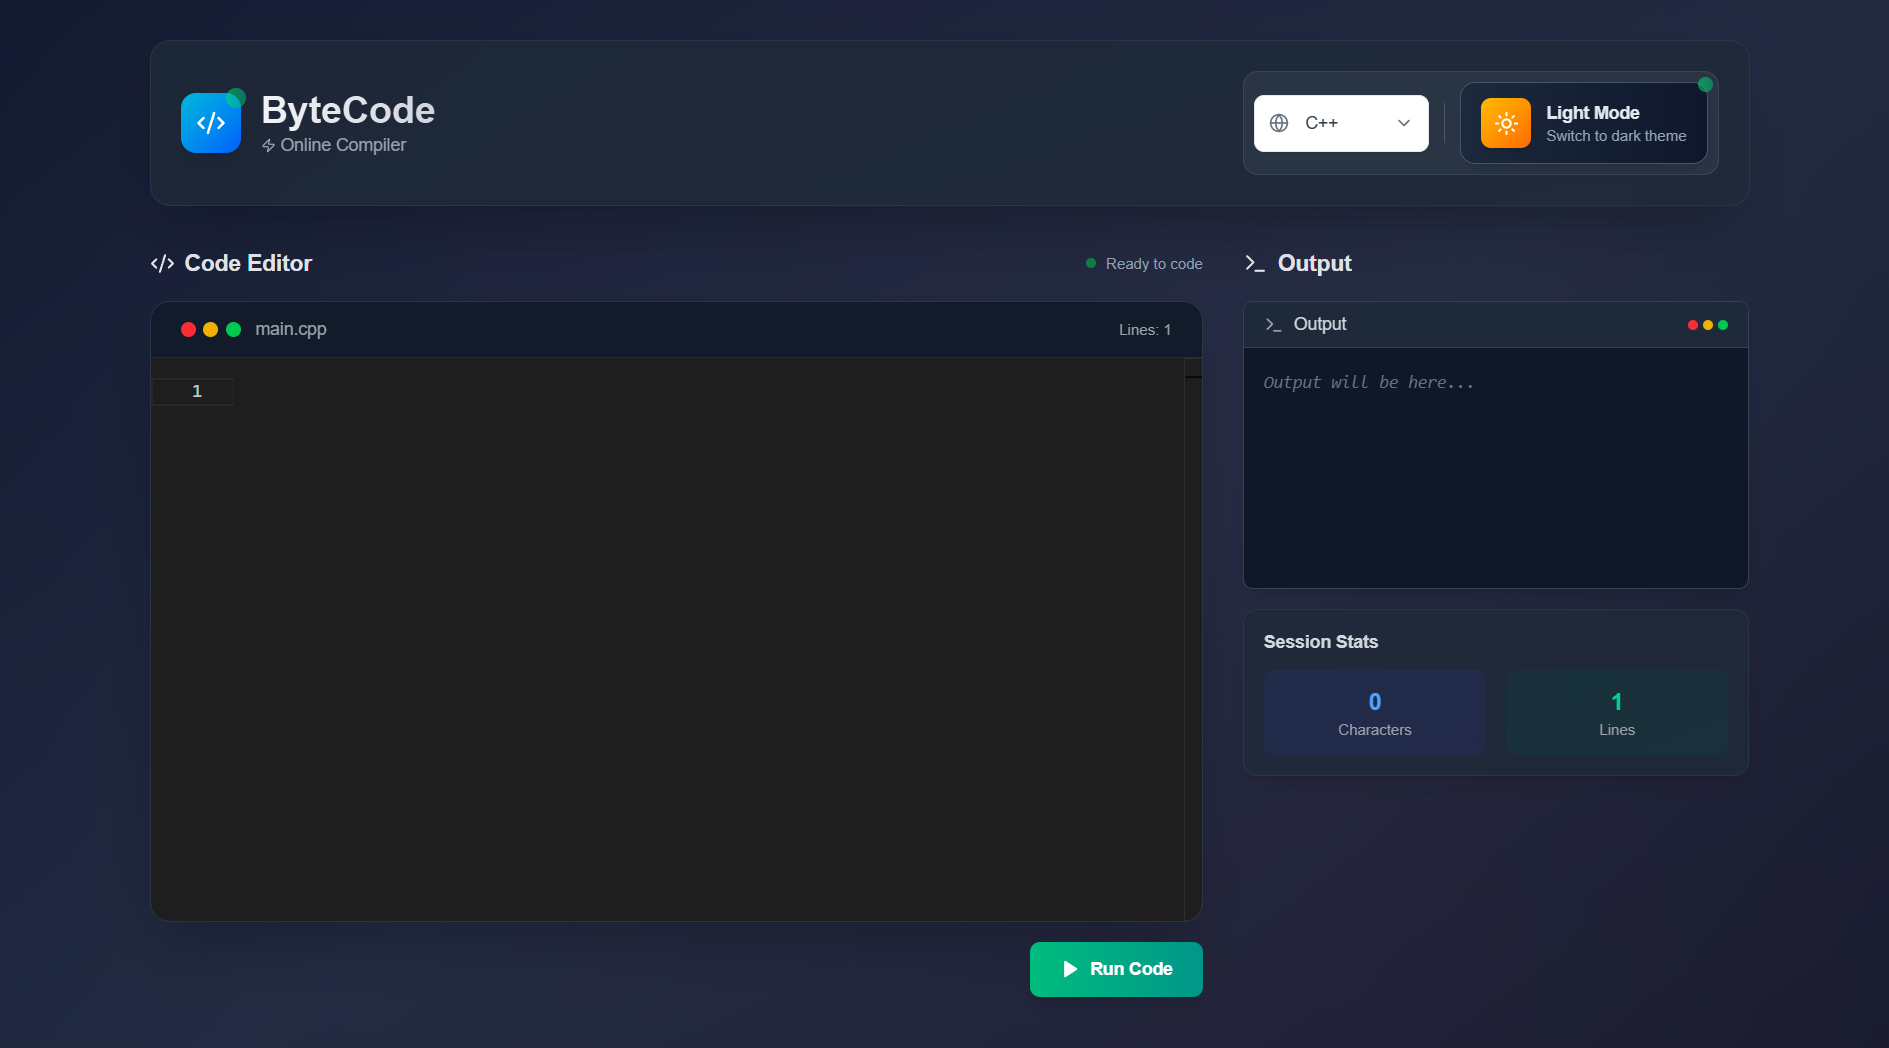 ByteCode
Online Compiler
C++
Light Mode
Switch to dark theme
Code Editor
Ready to code
main.cpp
Lines: 1
1
Run Code
Output
Output
Output will be here...
Session Stats
0
Characters
1
Lines